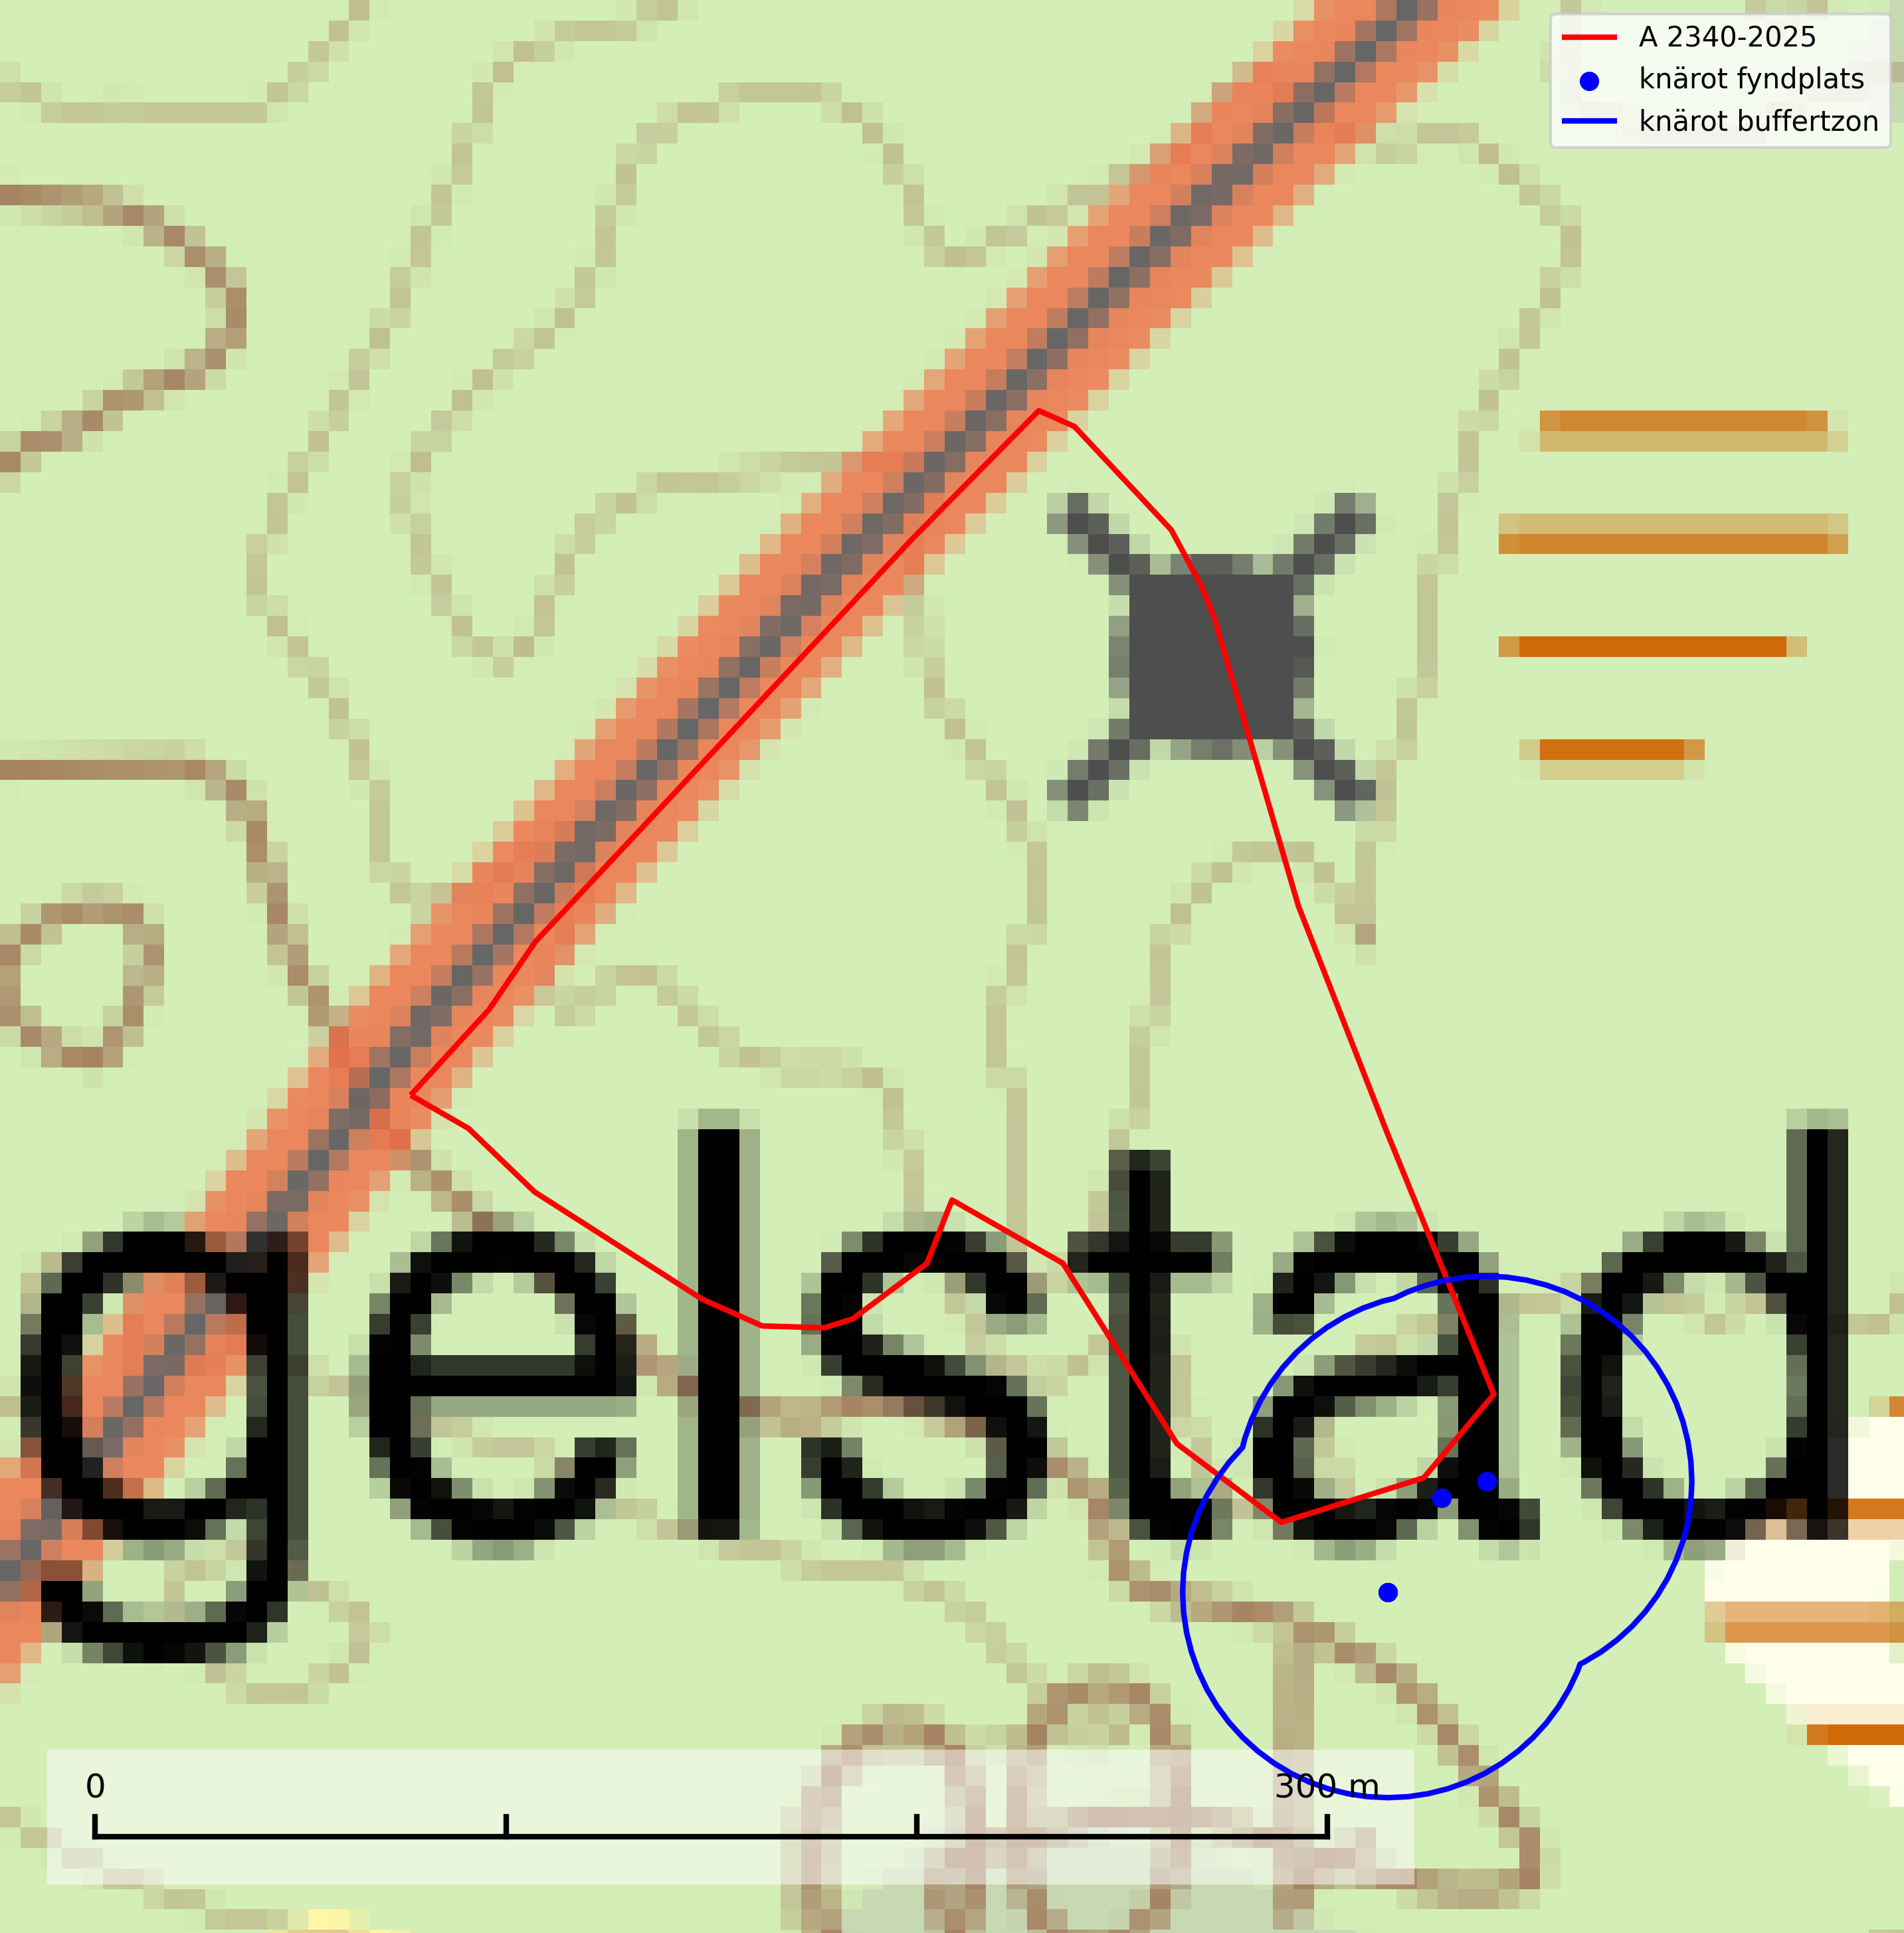 A 2340-2025
knärot fyndplats
knärot buffertzon
gelstad
0 300 m